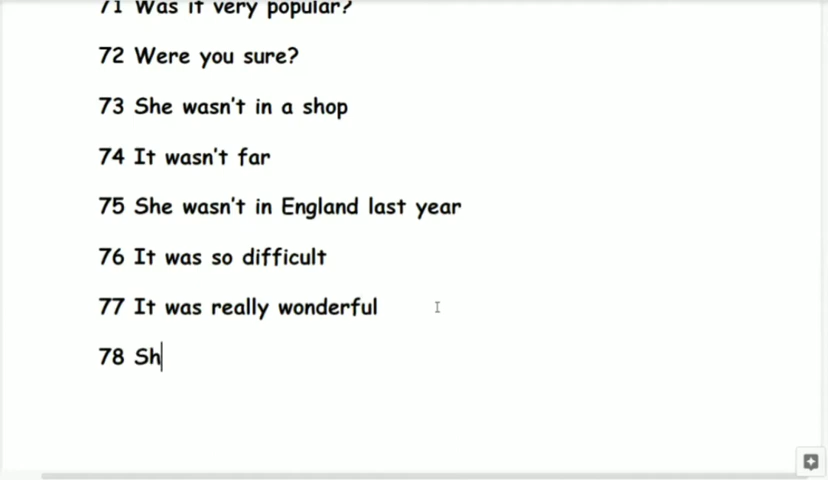 71 Was it very popular?
72 Were you sure?
73 She wasn't in a shop
74 It wasn't far
75 She wasn't in England last year
76 It was so difficult
77 It was really wonderful
78 Sh